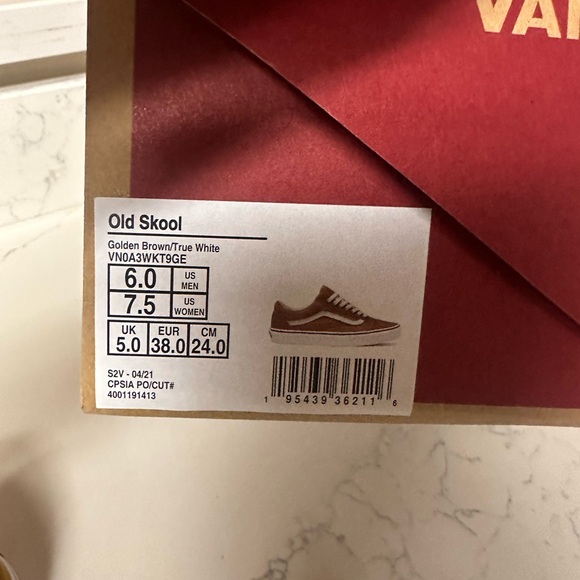 VAN
Old Skool
Golden Brown/True White
VN0A3WKT9GE
6.0 US MEN
7.5 US WOMEN
UK EUR CM
5.0 38.0 24.0
S2V - 04/21
CPSIA PO/CUT#
4001191413
1 95439 36211 6